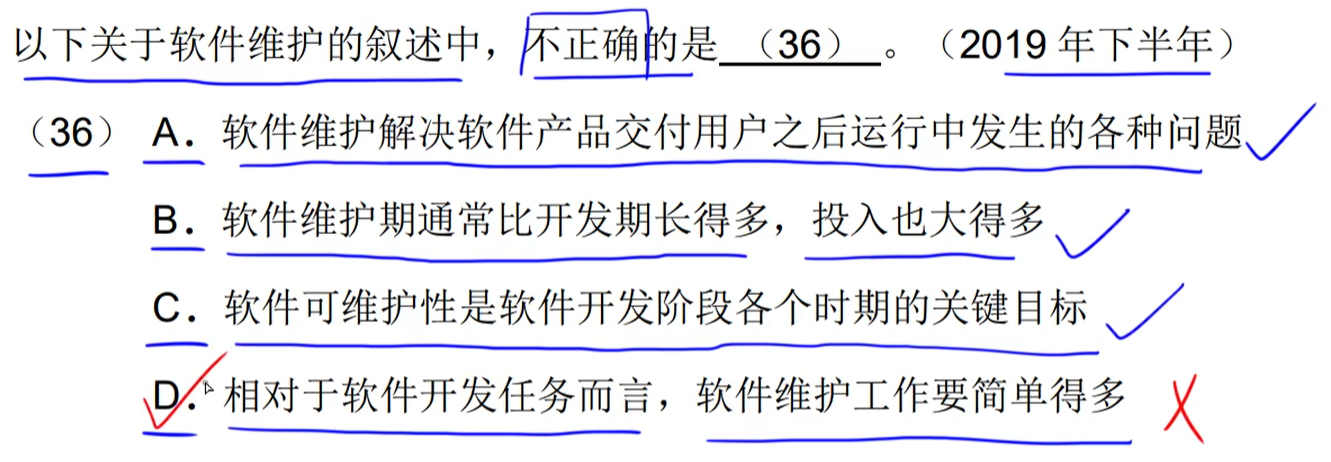 以下关于软件维护的叙述中，不正确的是 （36） 。（2019 年下半年）
（36） A．软件维护解决软件产品交付用户之后运行中发生的各种问题
B．软件维护期通常比开发期长得多，投入也大得多
C．软件可维护性是软件开发阶段各个时期的关键目标
D．相对于软件开发任务而言，软件维护工作要简单得多